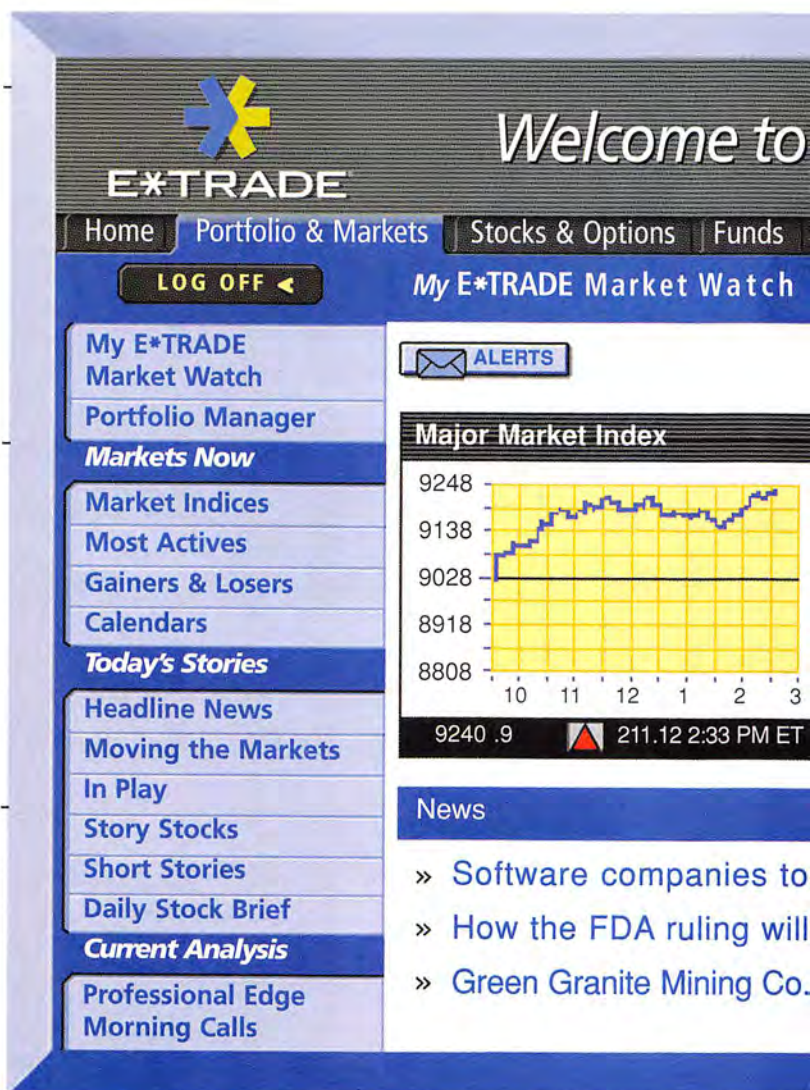 Welcome to
E*TRADE
Home Portfolio & Markets Stocks & Options Funds
LOG OFF
My E*TRADE Market Watch
My E*TRADE
Market Watch
Portfolio Manager
Markets Now
Market Indices
Most Actives
Gainers & Losers
Calendars
Today's Stories
Headline News
Moving the Markets
In Play
Story Stocks
Short Stories
Daily Stock Brief
Current Analysis
Professional Edge
Morning Calls
ALERTS
Major Market Index
9248
9138
9028
8918
8808
10 11 12 1 2 3
9240 .9 211.12 2:33 PM ET
News
» Software companies to
» How the FDA ruling will
» Green Granite Mining Co.